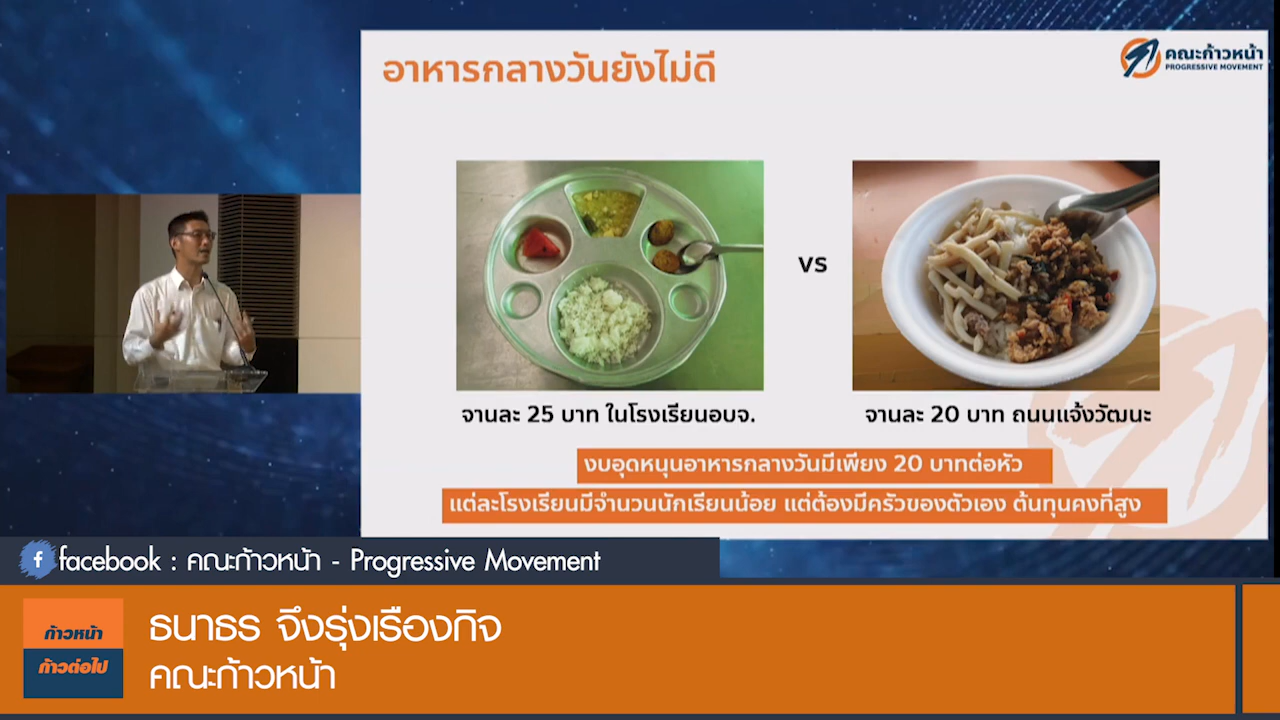 อาหารกลางวันยังไม่ดี
คณะก้าวหน้า
PROGRESSIVE MOVEMENT
vs
จานละ 25 บาท ในโรงเรียนอบจ.
จานละ 20 บาท ถนนแจ้งวัฒนะ
งบอุดหนุนอาหารกลางวันมีเพียง 20 บาทต่อหัว
แต่ละโรงเรียนมีจำนวนนักเรียนน้อย แต่ต้องมีครัวของตัวเอง ต้นทุนคงที่สูง
facebook : คณะก้าวหน้า - Progressive Movement
ก้าวหน้า
ก้าวต่อไป
ธนาธร จึงรุ่งเรืองกิจ
คณะก้าวหน้า